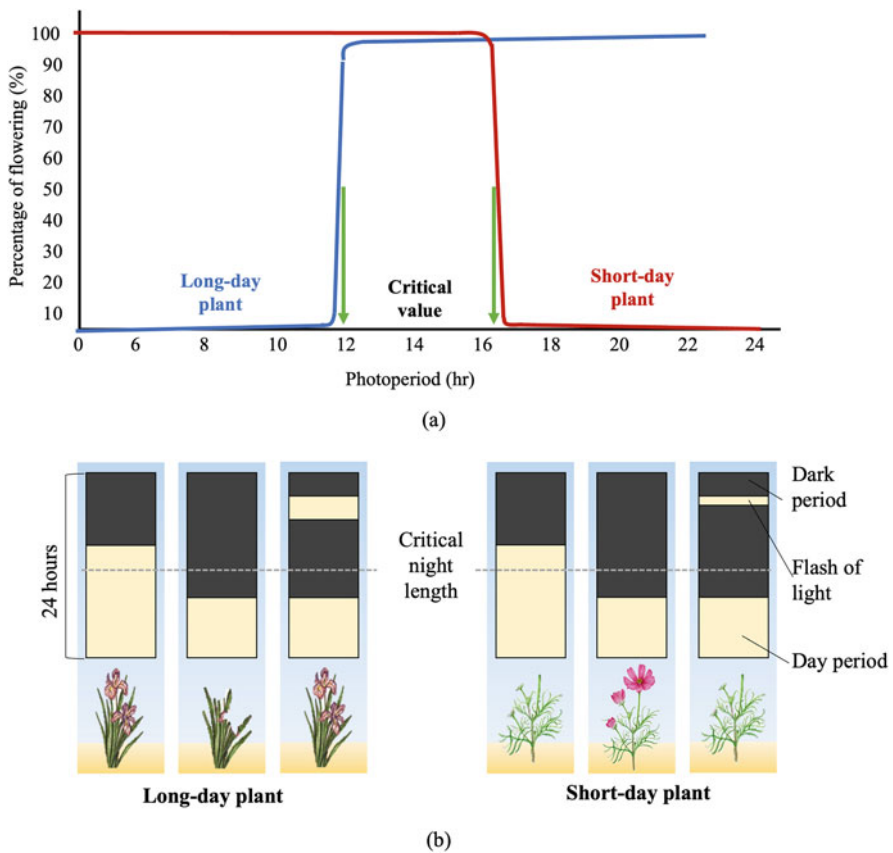 100
90
80
70
60
50
40
30
20
10
Percentage of flowering (%)
Long-day
plant
Critical
value
Short-day
plant
0 6 8 10 12 14 16 18 20 22 24
Photoperiod (hr)
(a)
24 hours
Critical
night
length
Dark
period
Flash of
light
Day period
Long-day plant
Short-day plant
(b)